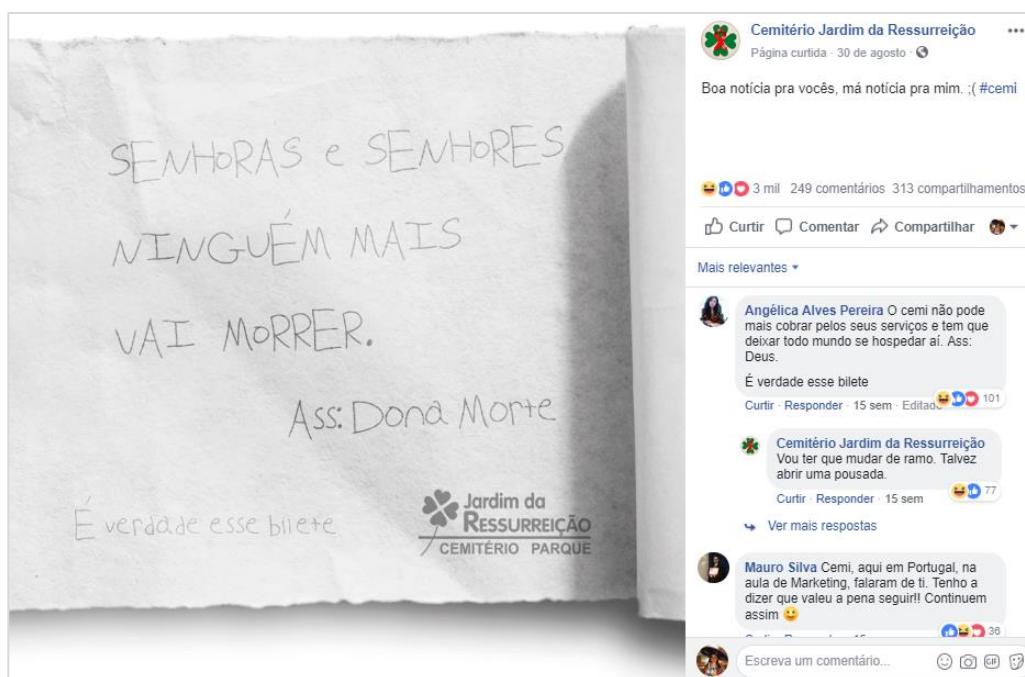 SENHORAS e SENHORES
NINGUÉM MAIS
VAI MORRER.
Ass: Dona Morte
É verdade esse bilete
Jardim da
RESSURREIÇÃO
CEMITÉRIO PARQUE
Cemitério Jardim da Ressurreição
Página curtida · 30 de agosto ·
Boa notícia pra vocês, má notícia pra mim. ;( #cemi
3 mil 249 comentários 313 compartilhamentos
Curtir Comentar Compartilhar
Mais relevantes
Angélica Alves Pereira O cemi não pode
mais cobrar pelos seus serviços e tem que
deixar todo mundo se hospedar aí. Ass:
Deus.
É verdade esse bilete
Curtir · Responder · 15 sem · Editado 101
Cemitério Jardim da Ressurreição
Vou ter que mudar de ramo. Talvez
abrir uma pousada.
Curtir · Responder · 15 sem 77
Ver mais respostas
Mauro Silva Cemi, aqui em Portugal, na
aula de Marketing, falaram de ti. Tenho a
dizer que valeu a pena seguir!! Continuem
assim
36
Escreva um comentário... GIF